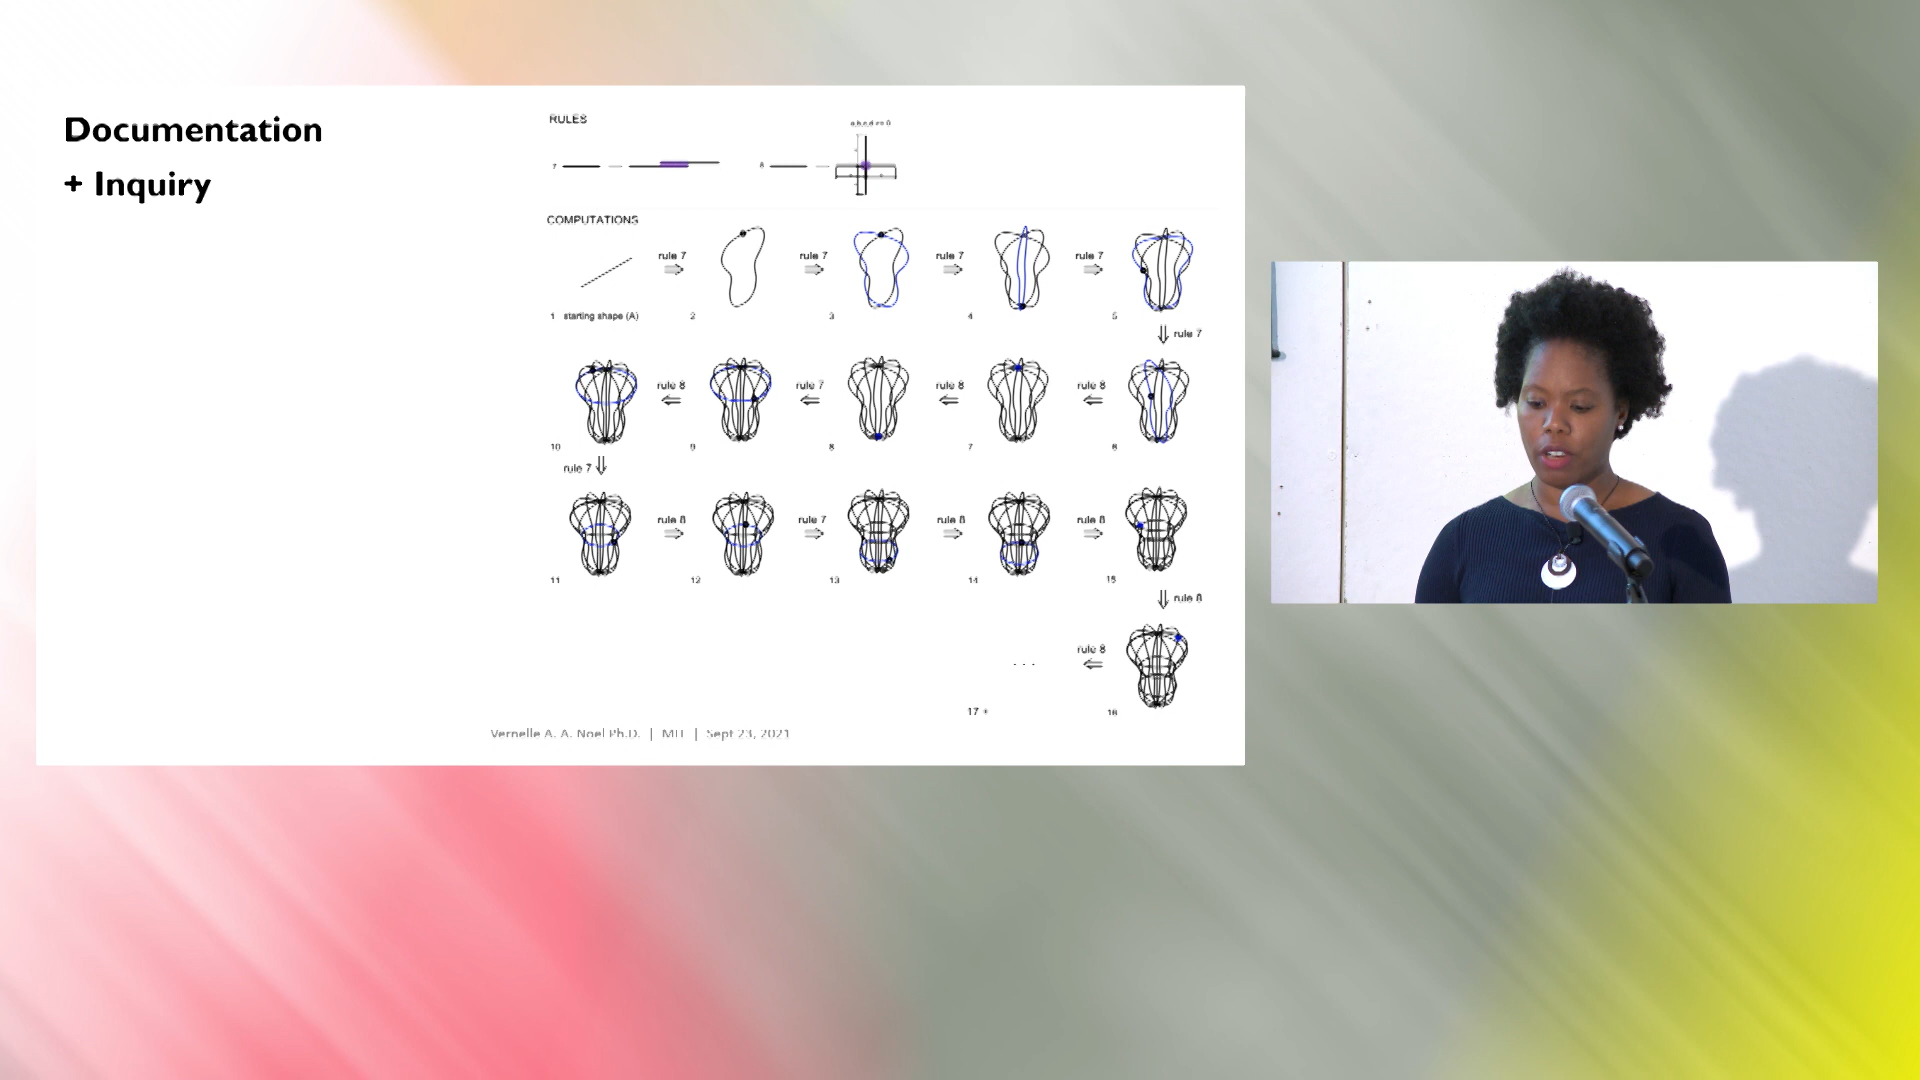 Documentation
+ Inquiry
RULES
7
8
COMPUTATIONS
rule 7
rule 7
rule 7
rule 7
1 starting shape (A)
2
3
4
5
rule 7
rule 8
rule 7
rule 8
rule 8
10
9
8
7
6
rule 7
rule 8
rule 7
rule 8
rule 8
11
12
13
14
15
rule 8
rule 8
. . .
17 +
16
Vernelle A. A. Noel Ph.D. | MIT | Sept 23, 2021